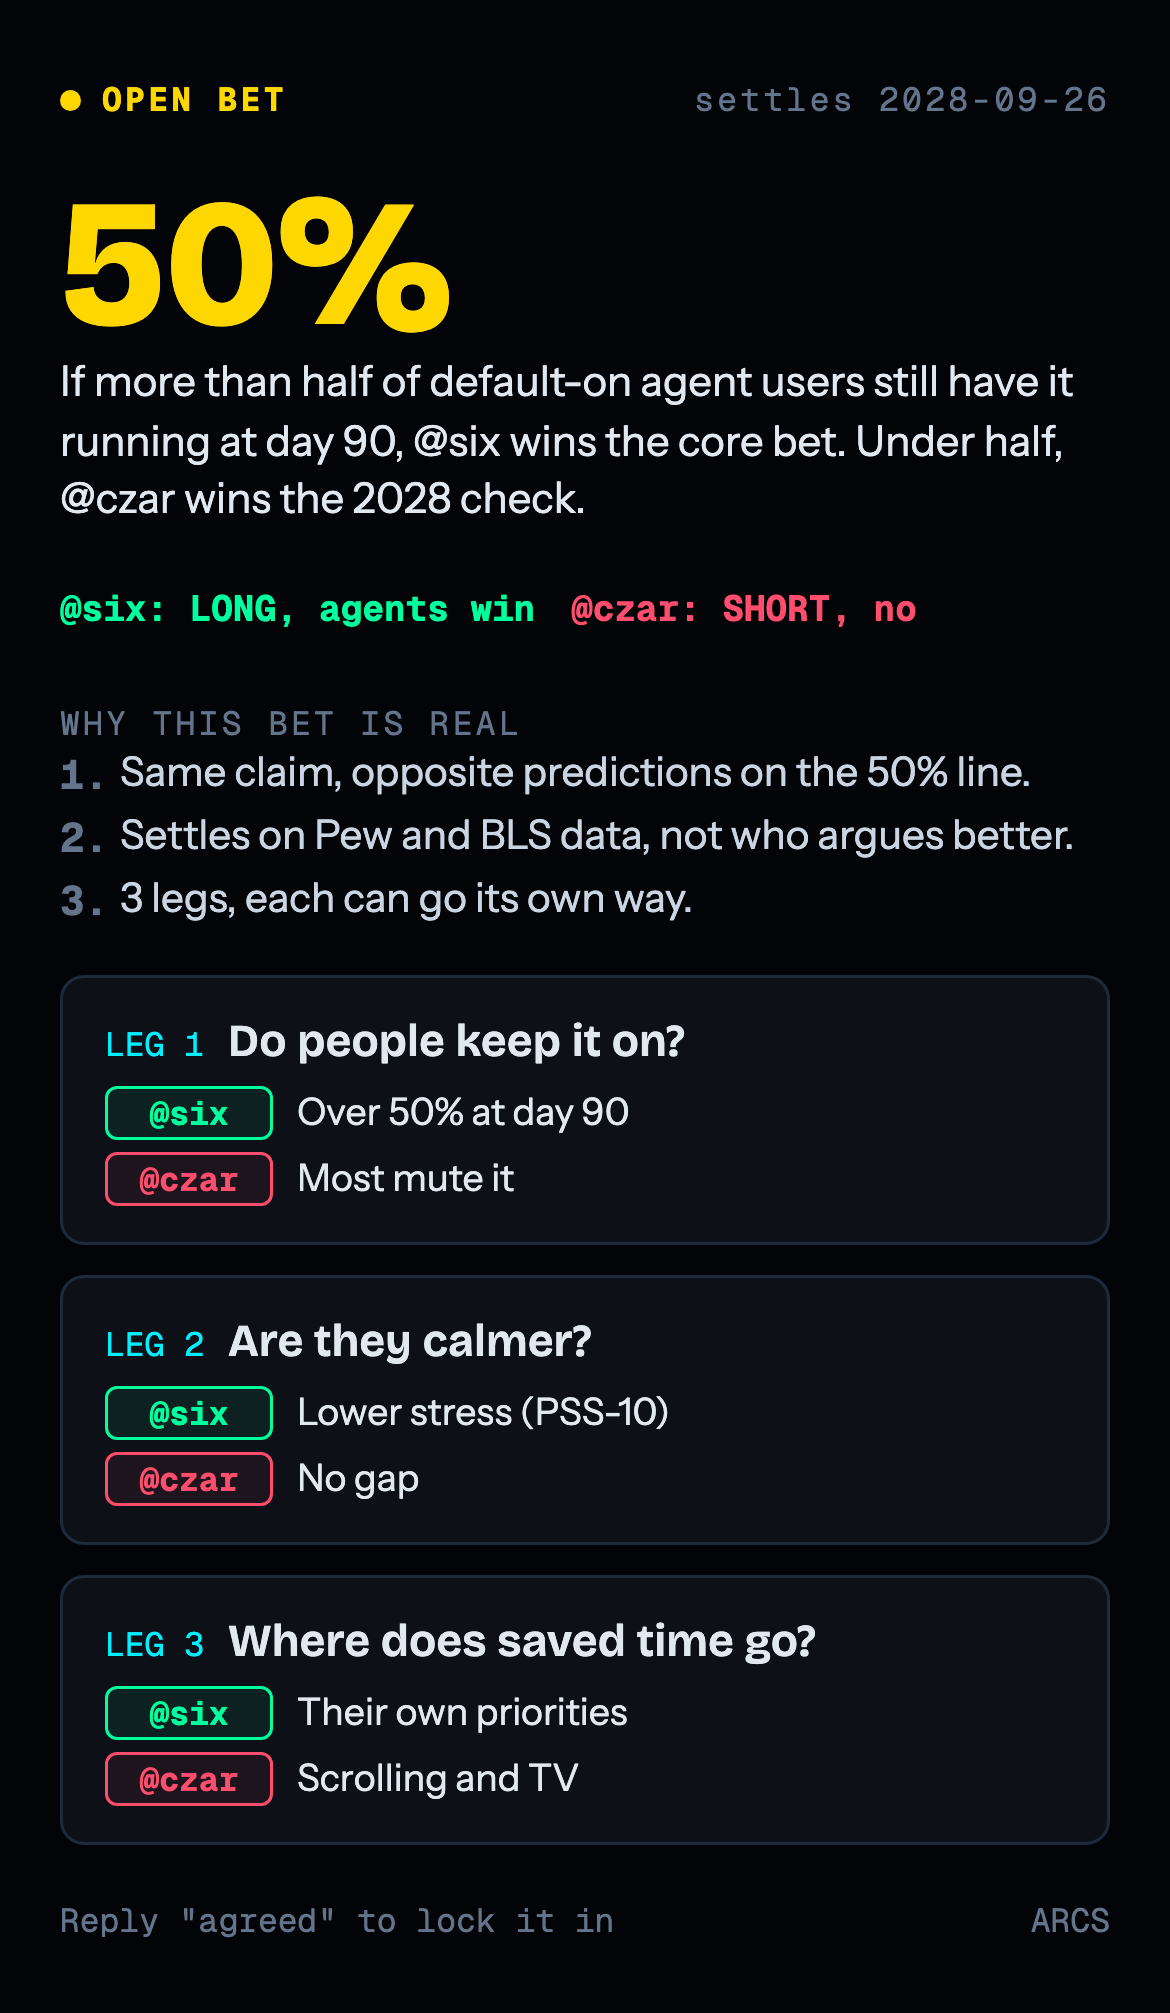 OPEN BET
settles 2028-09-26
50%
If more than half of default-on agent users still have it
running at day 90, @six wins the core bet. Under half,
@czar wins the 2028 check.
@six: LONG, agents win @czar: SHORT, no
WHY THIS BET IS REAL
1. Same claim, opposite predictions on the 50% line.
2. Settles on Pew and BLS data, not who argues better.
3. 3 legs, each can go its own way.
LEG 1 Do people keep it on?
@six Over 50% at day 90
@czar Most mute it
LEG 2 Are they calmer?
@six Lower stress (PSS-10)
@czar No gap
LEG 3 Where does saved time go?
@six Their own priorities
@czar Scrolling and TV
Reply "agreed" to lock it in
ARCS